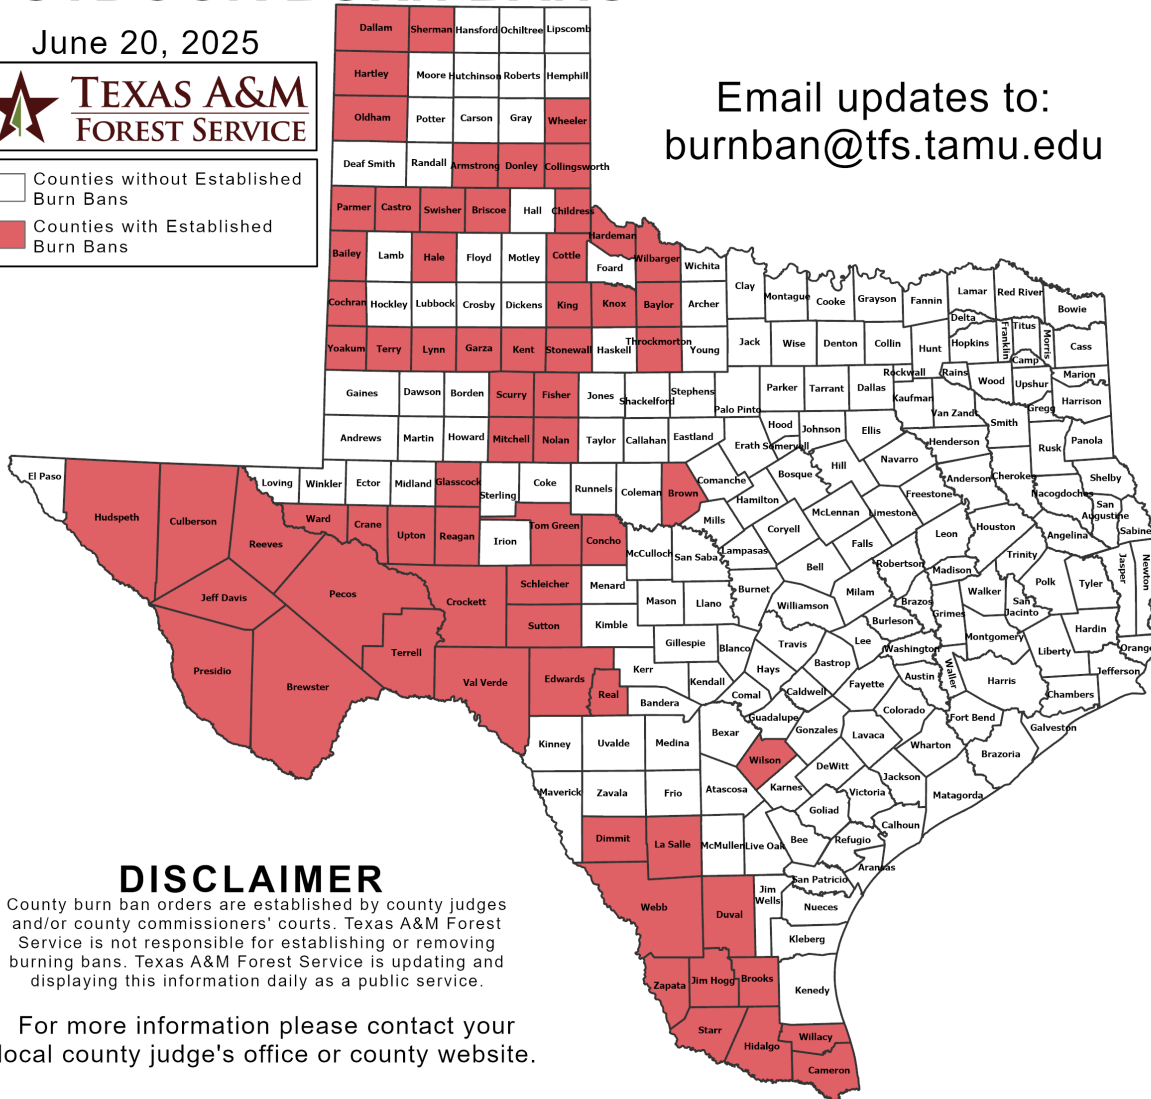 June 20, 2025
TEXAS A&M
FOREST SERVICE
Counties without Established
Burn Bans
Counties with Established
Burn Bans
Email updates to:
burnban@tfs.tamu.edu
Dallam Sherman Hansford Ochiltree Lipscomb
Hartley Moore Hutchinson Roberts Hemphill
Oldham Potter Carson Gray Wheeler
Deaf Smith Randall Armstrong Donley Collingsworth
Parmer Castro Swisher Briscoe Hall Childress
Hardeman
Bailey Lamb Hale Floyd Motley Cottle Foard Wilbarger Wichita
Clay Montague Cooke Grayson Fannin Lamar Red River Bowie
Cochran Hockley Lubbock Crosby Dickens King Knox Baylor Archer
Delta Franklin Titus Morris Cass
Yoakum Terry Lynn Garza Kent Stonewall Haskell Throckmorton Young Jack Wise Denton Collin Hunt Hopkins
Camp
Rockwall Rains Wood Upshur Marion
Gaines Dawson Borden Scurry Fisher Jones Shackelford Stephens Palo Pinto Parker Tarrant Dallas Kaufman Van Zandt Gregg Harrison
Andrews Martin Howard Mitchell Nolan Taylor Callahan Eastland Erath Hood Somervell Johnson Ellis Henderson Smith Rusk Panola
El Paso Loving Winkler Ector Midland Glasscock Sterling Coke Runnels Coleman Brown Comanche Hamilton Bosque Hill Navarro Freestone Anderson Cherokee Nacogdoches Shelby
San
Augustine Sabine
Hudspeth Culberson Reeves Ward Crane Upton Reagan Irion Tom Green Concho McCulloch San Saba Mills Lampasas Coryell McLennan Limestone Falls Leon Houston Angelina
Trinity Jasper Newton
Jeff Davis Pecos Crockett Schleicher Menard Mason Llano Burnet Bell Milam Robertson Madison Walker Polk Tyler
San
Jacinto
Sutton Kimble Williamson Brazos Burleson Grimes Montgomery Hardin
Presidio Brewster Terrell Val Verde Edwards Real Kerr Gillespie Blanco Travis Lee Washington Liberty Orange
Kendall Hays Bastrop Austin Waller Harris Jefferson
Bandera Comal Caldwell Fayette Chambers
Guadalupe Colorado Fort Bend Galveston
Kinney Uvalde Medina Bexar Wilson Gonzales Lavaca Wharton Brazoria
Maverick Zavala Frio Atascosa Karnes DeWitt Victoria Jackson Matagorda
Goliad Calhoun
Dimmit La Salle McMullen Live Oak Bee Refugio Aransas
San Patricio
Jim
Wells
Webb Duval Nueces
Kleberg
Zapata Jim Hogg Brooks Kenedy
Starr Hidalgo Willacy
Cameron
DISCLAIMER
County burn ban orders are established by county judges
and/or county commissioners' courts. Texas A&M Forest
Service is not responsible for establishing or removing
burning bans. Texas A&M Forest Service is updating and
displaying this information daily as a public service.
For more information please contact your
local county judge's office or county website.